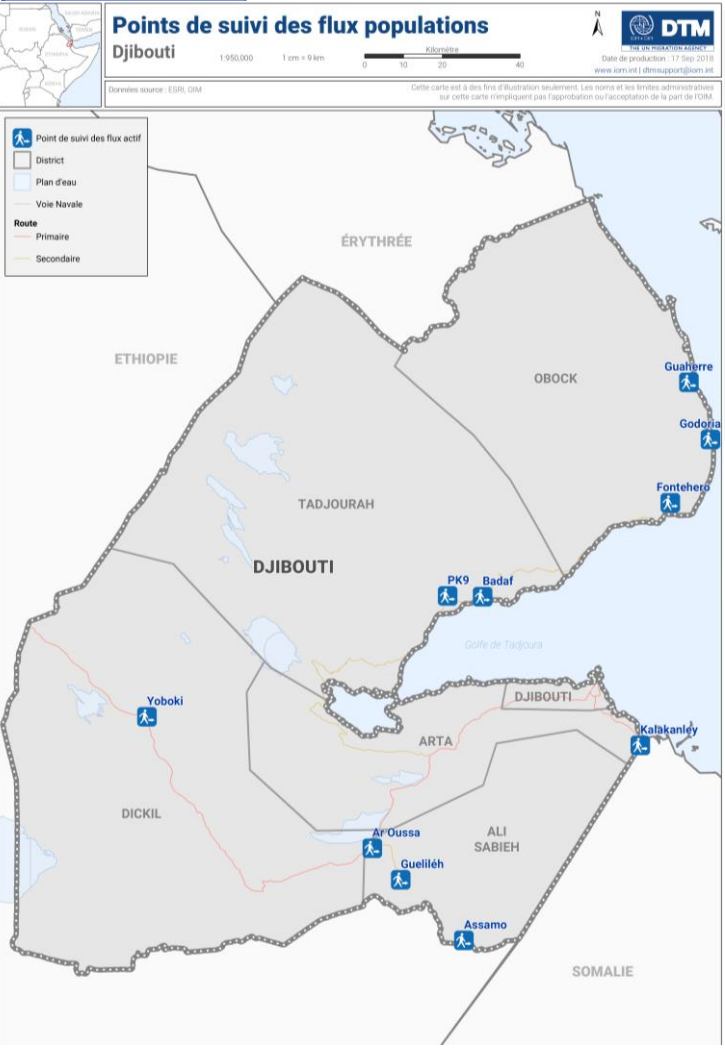 Points de suivi des flux populations
Djibouti
1:950,000
1 cm = 9 km
Kilomètre
0 10 20 40
N
DTM
THE UN MIGRATION AGENCY
Date de production : 17 Sep 2018
www.iom.int | dtmsupport@iom.int
Données source : ESRI, OIM
Cette carte est à des fins d'illustration seulement. Les noms et les limites administratives
sur cette carte n'impliquent pas l'approbation ou l'acceptation de la part de l'OIM.
Point de suivi des flux actif
District
Plan d'eau
Voie Navale
Route
Primaire
Secondaire
ÉRYTHRÉE
ETHIOPIE
OBOCK
Guaherre
Godoria
Fontehero
TADJOURAH
DJIBOUTI
PK9
Badaf
Golfe de Tadjoura
Yoboki
DJIBOUTI
ARTA
Kalakanley
DICKIL
Ar Oussa
ALI
SABIEH
Gueliléh
Assamo
SOMALIE